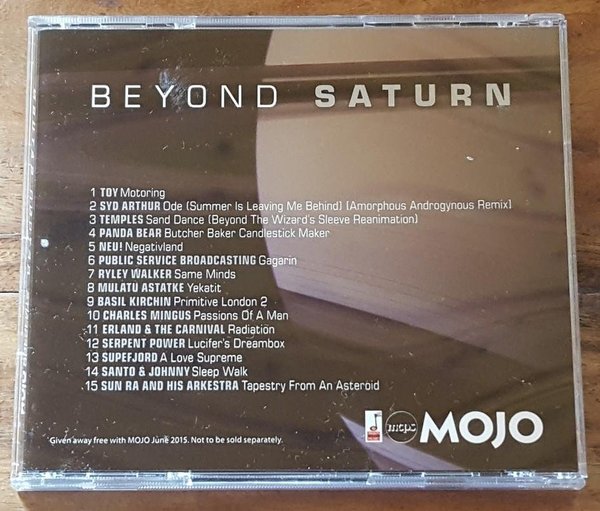 BEYOND SATURN
1 TOY Motoring
2 SYD ARTHUR Ode (Summer Is Leaving Me Behind) [Amorphous Androgynous Remix]
3 TEMPLES Sand Dance (Beyond The Wizard's Sleeve Reanimation]
4 PANDA BEAR Butcher Baker Candlestick Maker
5 NEU! Negativland
6 PUBLIC SERVICE BROADCASTING Gagarin
7 RYLEY WALKER Same Minds
8 MULATU ASTATKE Yekatit
9 BASIL KIRCHIN Primitive London 2
10 CHARLES MINGUS Passions Of A Man
11 ERLAND & THE CARNIVAL Radiation
12 SERPENT POWER Lucifer's Dreambox
13 SUPEFJORD A Love Supreme
14 SANTO & JOHNNY Sleep Walk
15 SUN RA AND HIS ARKESTRA Tapestry From An Asteroid
Given away free with MOJO June 2015. Not to be sold separately.
mcps MOJO